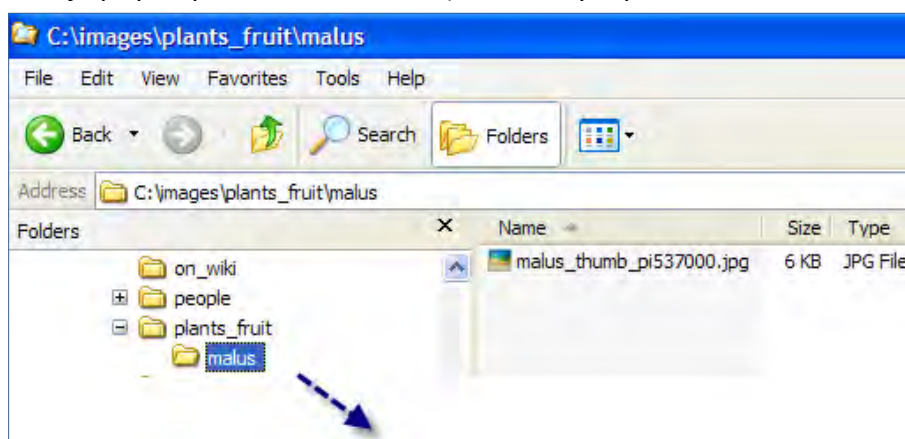 C:\images\plants_fruit\malus
File Edit View Favorites Tools Help
Back Search Folders
Address C:\images\plants_fruit\malus
Folders Name Size Type
on_wiki malus_thumb_pi537000.jpg 6 KB JPG File
people
plants_fruit
malus